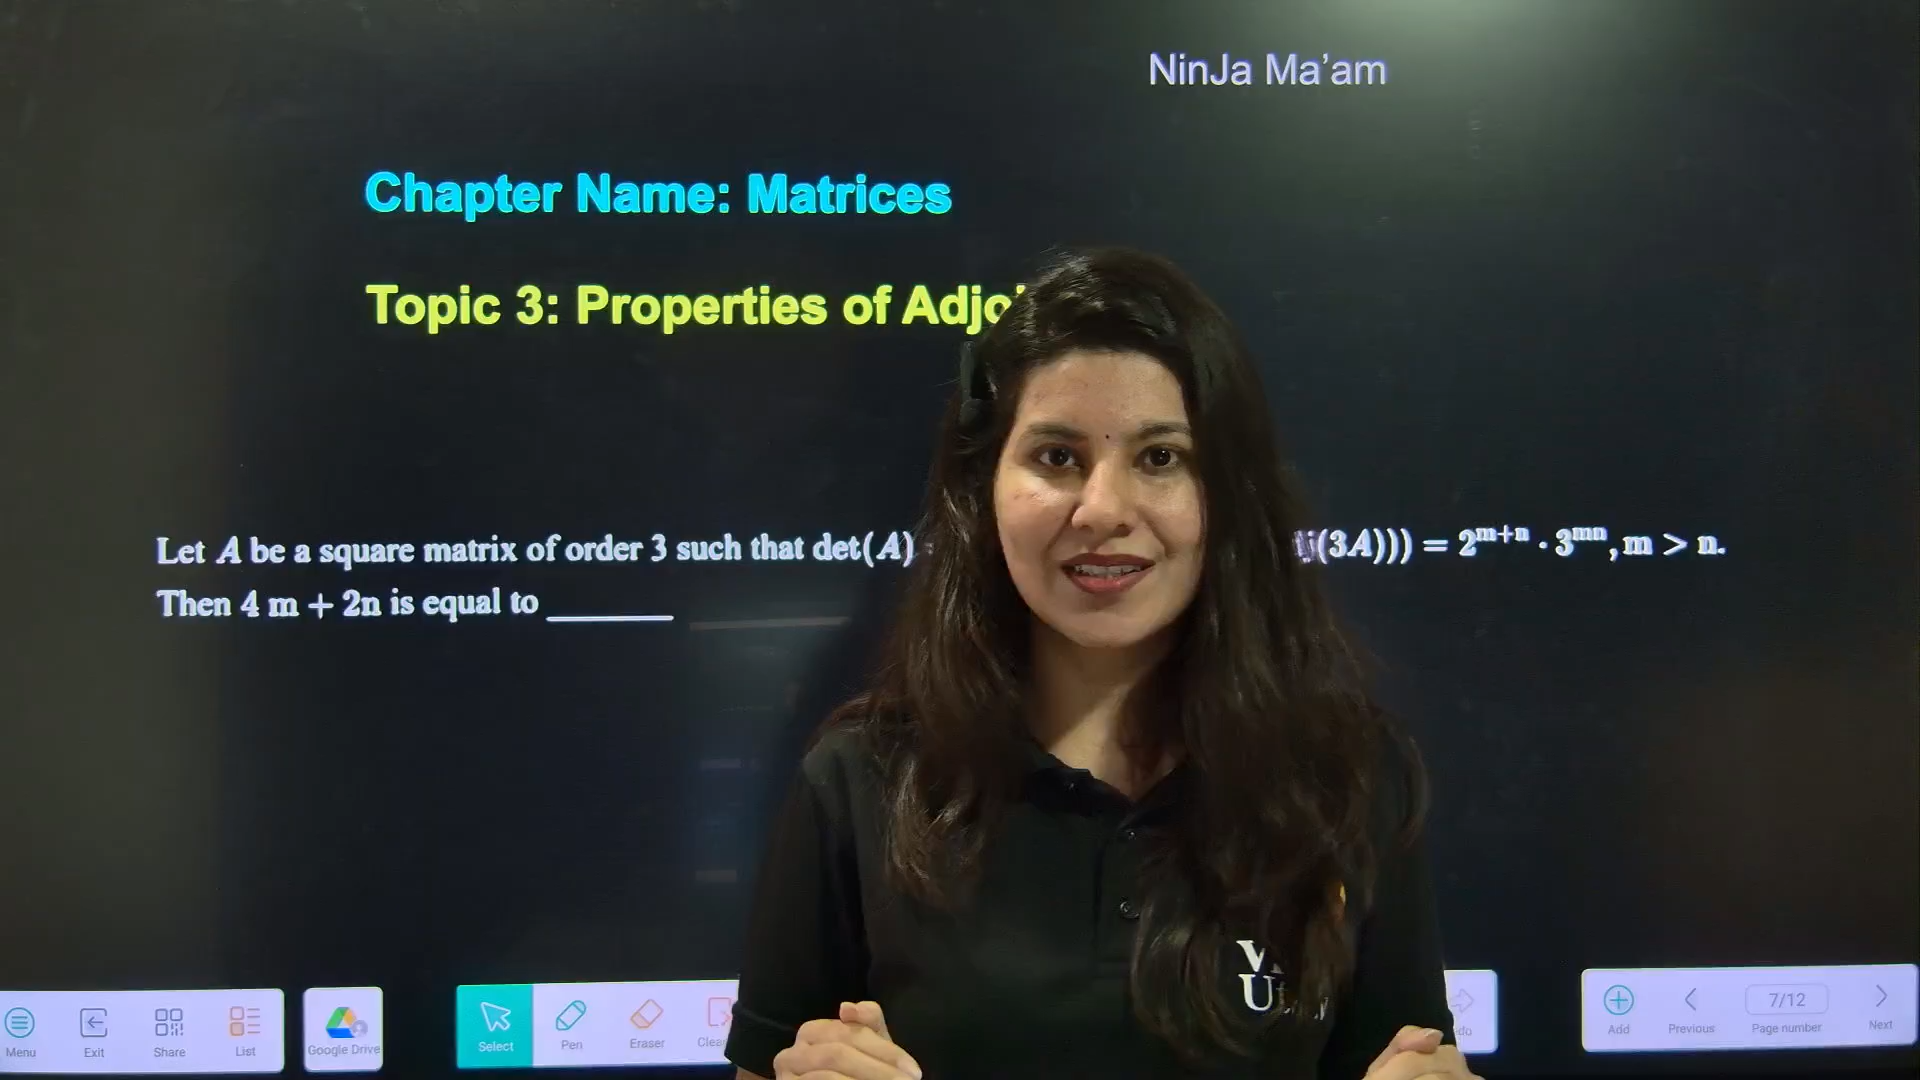 NinJa Ma’am
Chapter Name: Matrices
Topic 3: Properties of
Let A be a square matrix of order 3 such that det(A) (3A))) = 2^{m+n} · 3^{mn}, m > n.
Then 4 m + 2n is equal to ________
Menu Exit Share List Google Drive Select Pen Eraser Add Previous 7/12 Page number Next